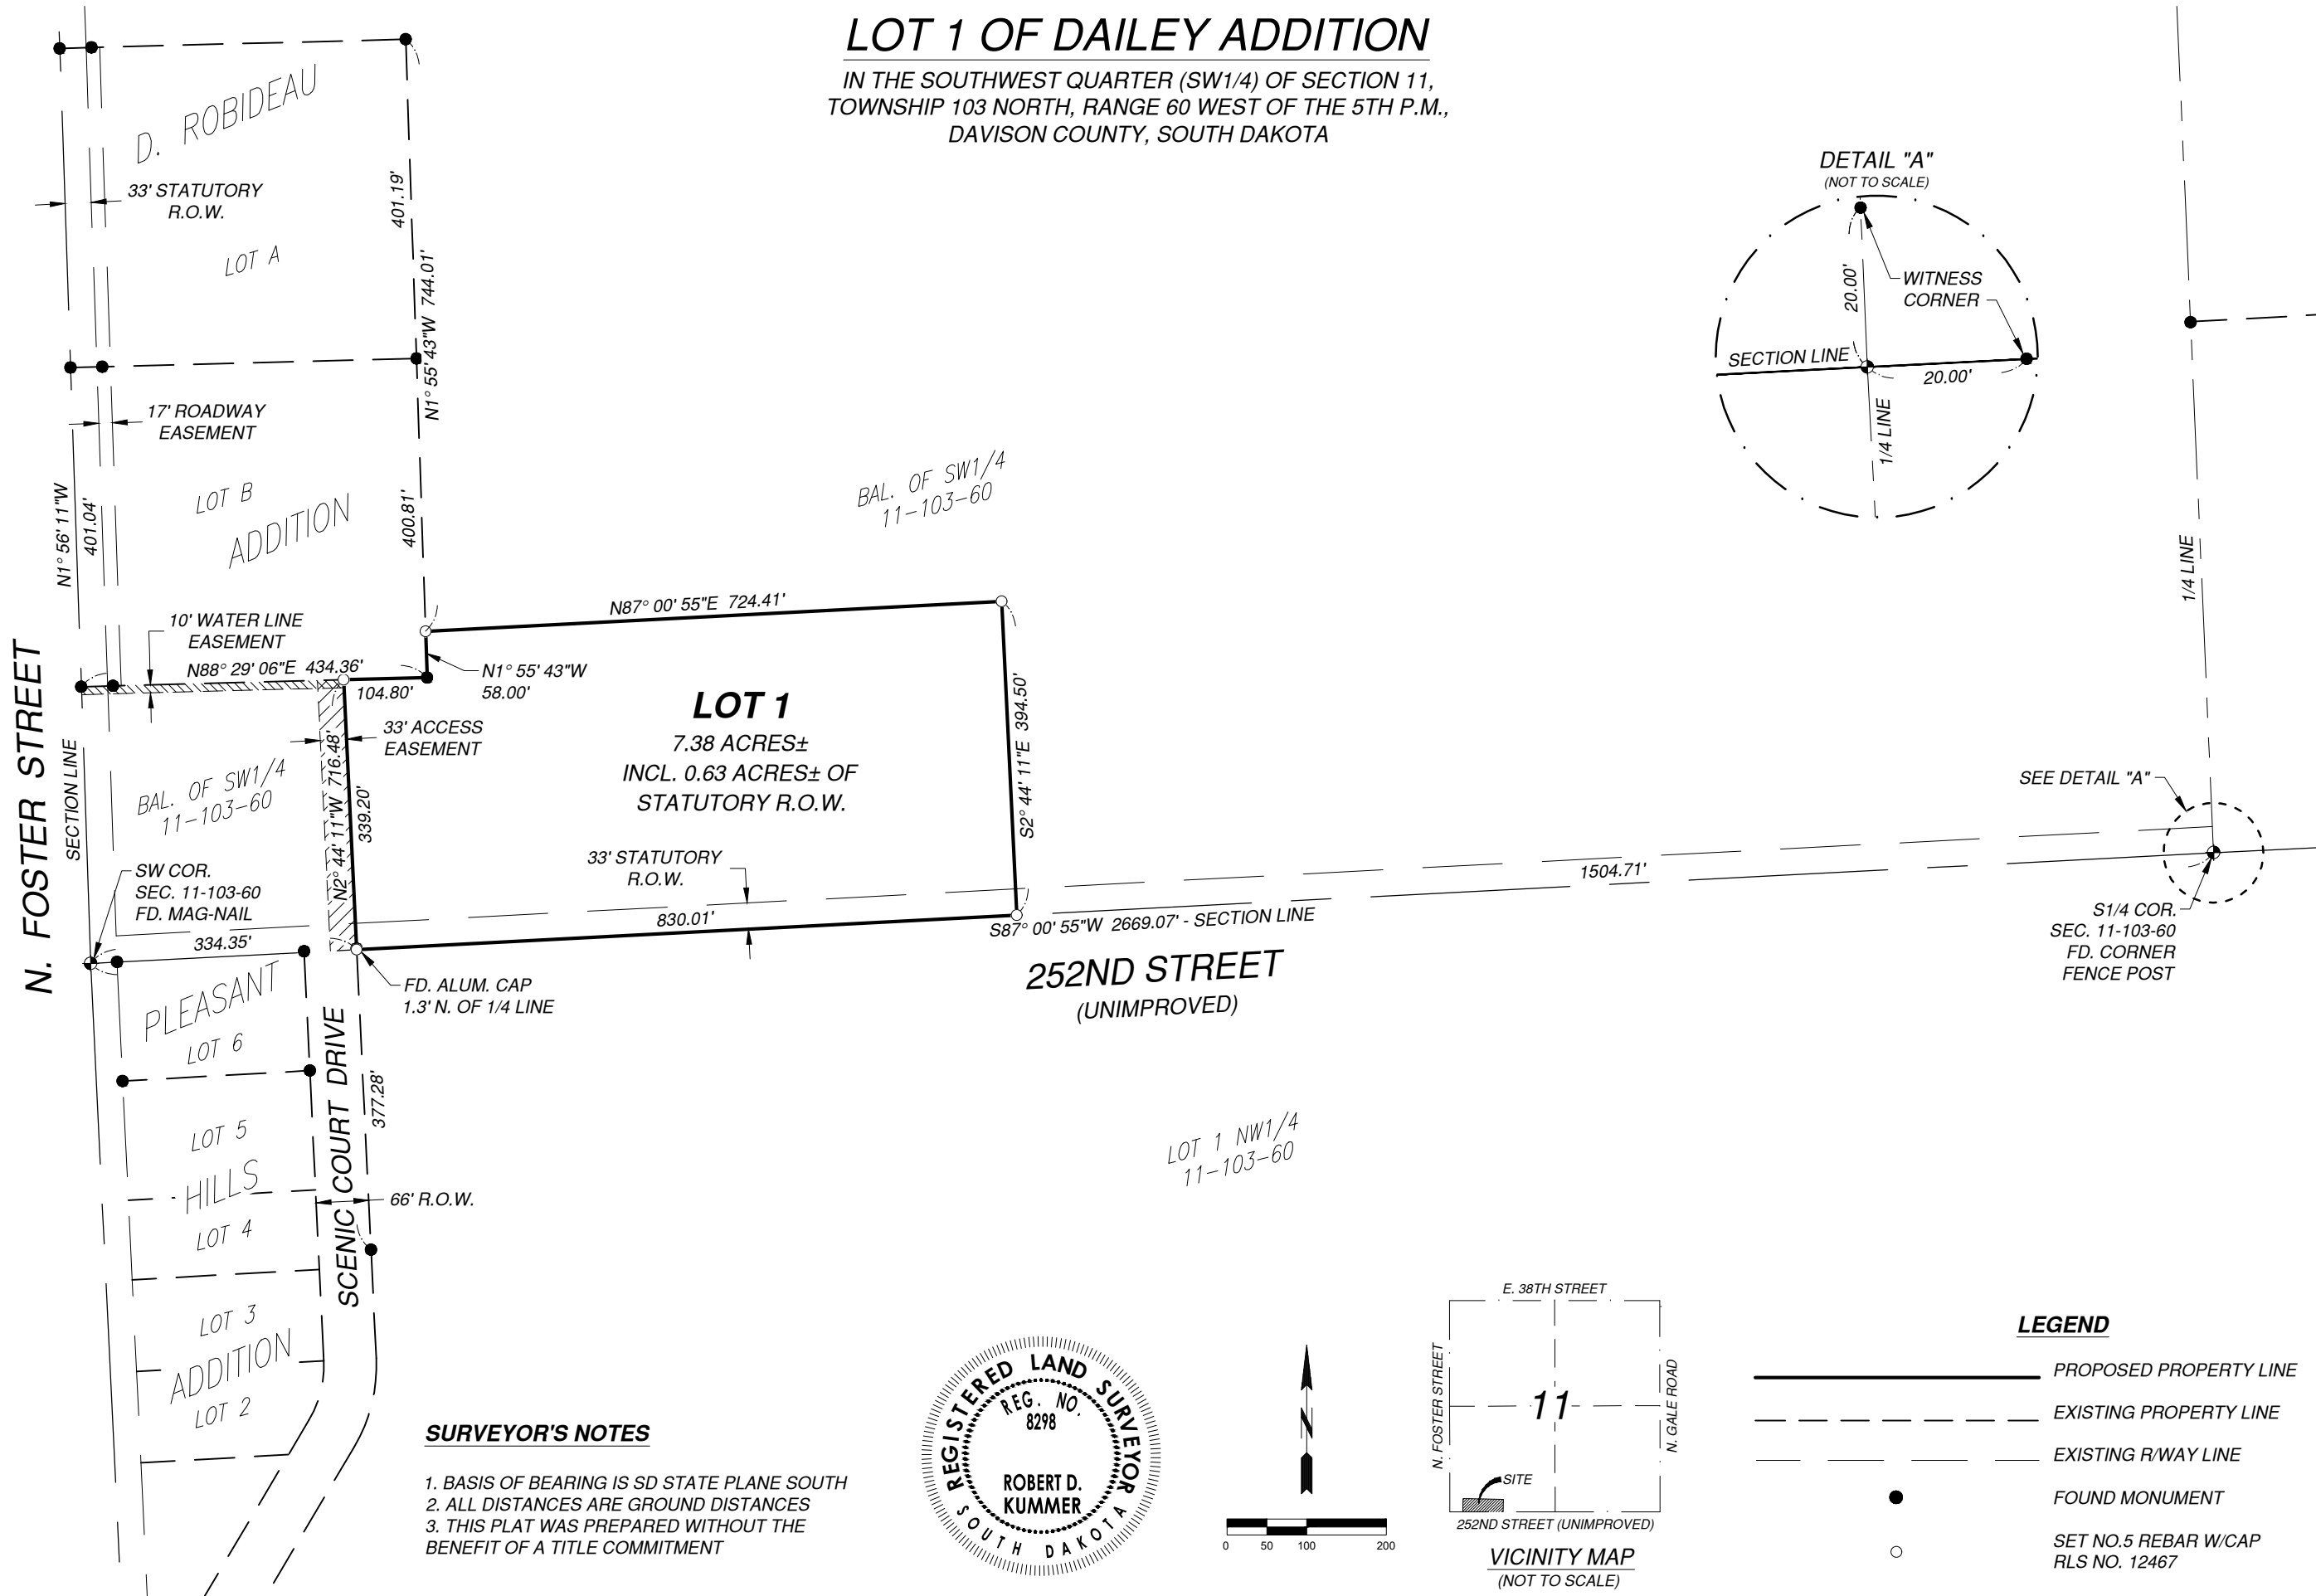 LOT 1 OF DAILEY ADDITION
IN THE SOUTHWEST QUARTER (SW1/4) OF SECTION 11,
TOWNSHIP 103 NORTH, RANGE 60 WEST OF THE 5TH P.M.,
DAVISON COUNTY, SOUTH DAKOTA
D. ROBIDEAU
33' STATUTORY
R.O.W.
LOT A
401.19'
N1° 55' 43"W 744.01'
17' ROADWAY
EASEMENT
LOT B
ADDITION
400.81'
N1° 56' 11"W
401.04'
10' WATER LINE
EASEMENT
N88° 29' 06"E 434.36'
104.80'
N1° 55' 43"W
58.00'
N87° 00' 55"E 724.41'
BAL. OF SW1/4
11-103-60
DETAIL "A"
(NOT TO SCALE)
WITNESS
CORNER
20.00'
SECTION LINE
20.00'
1/4 LINE
1/4 LINE
N. FOSTER STREET
SECTION LINE
33' ACCESS
EASEMENT
N2° 44' 11"W 716.48'
339.20'
LOT 1
7.38 ACRES±
INCL. 0.63 ACRES± OF
STATUTORY R.O.W.
S2° 44' 11"E 394.50'
BAL. OF SW1/4
11-103-60
SW COR.
SEC. 11-103-60
FD. MAG-NAIL
33' STATUTORY
R.O.W.
334.35'
830.01'
1504.71'
S87° 00' 55"W 2669.07' - SECTION LINE
252ND STREET
(UNIMPROVED)
SEE DETAIL "A"
S1/4 COR.
SEC. 11-103-60
FD. CORNER
FENCE POST
FD. ALUM. CAP
1.3' N. OF 1/4 LINE
PLEASANT
LOT 6
LOT 5
HILLS
LOT 4
LOT 3
ADDITION
LOT 2
SCENIC COURT DRIVE
377.28'
66' R.O.W.
LOT 1 NW1/4
11-103-60
SURVEYOR'S NOTES
1. BASIS OF BEARING IS SD STATE PLANE SOUTH
2. ALL DISTANCES ARE GROUND DISTANCES
3. THIS PLAT WAS PREPARED WITHOUT THE
BENEFIT OF A TITLE COMMITMENT
REGISTERED LAND SURVEYOR
REG. NO.
8298
ROBERT D.
KUMMER
SOUTH DAKOTA
N
0 50 100 200
E. 38TH STREET
N. FOSTER STREET
11
N. GALE ROAD
SITE
252ND STREET (UNIMPROVED)
VICINITY MAP
(NOT TO SCALE)
LEGEND
PROPOSED PROPERTY LINE
EXISTING PROPERTY LINE
EXISTING R/WAY LINE
FOUND MONUMENT
SET NO.5 REBAR W/CAP
RLS NO. 12467